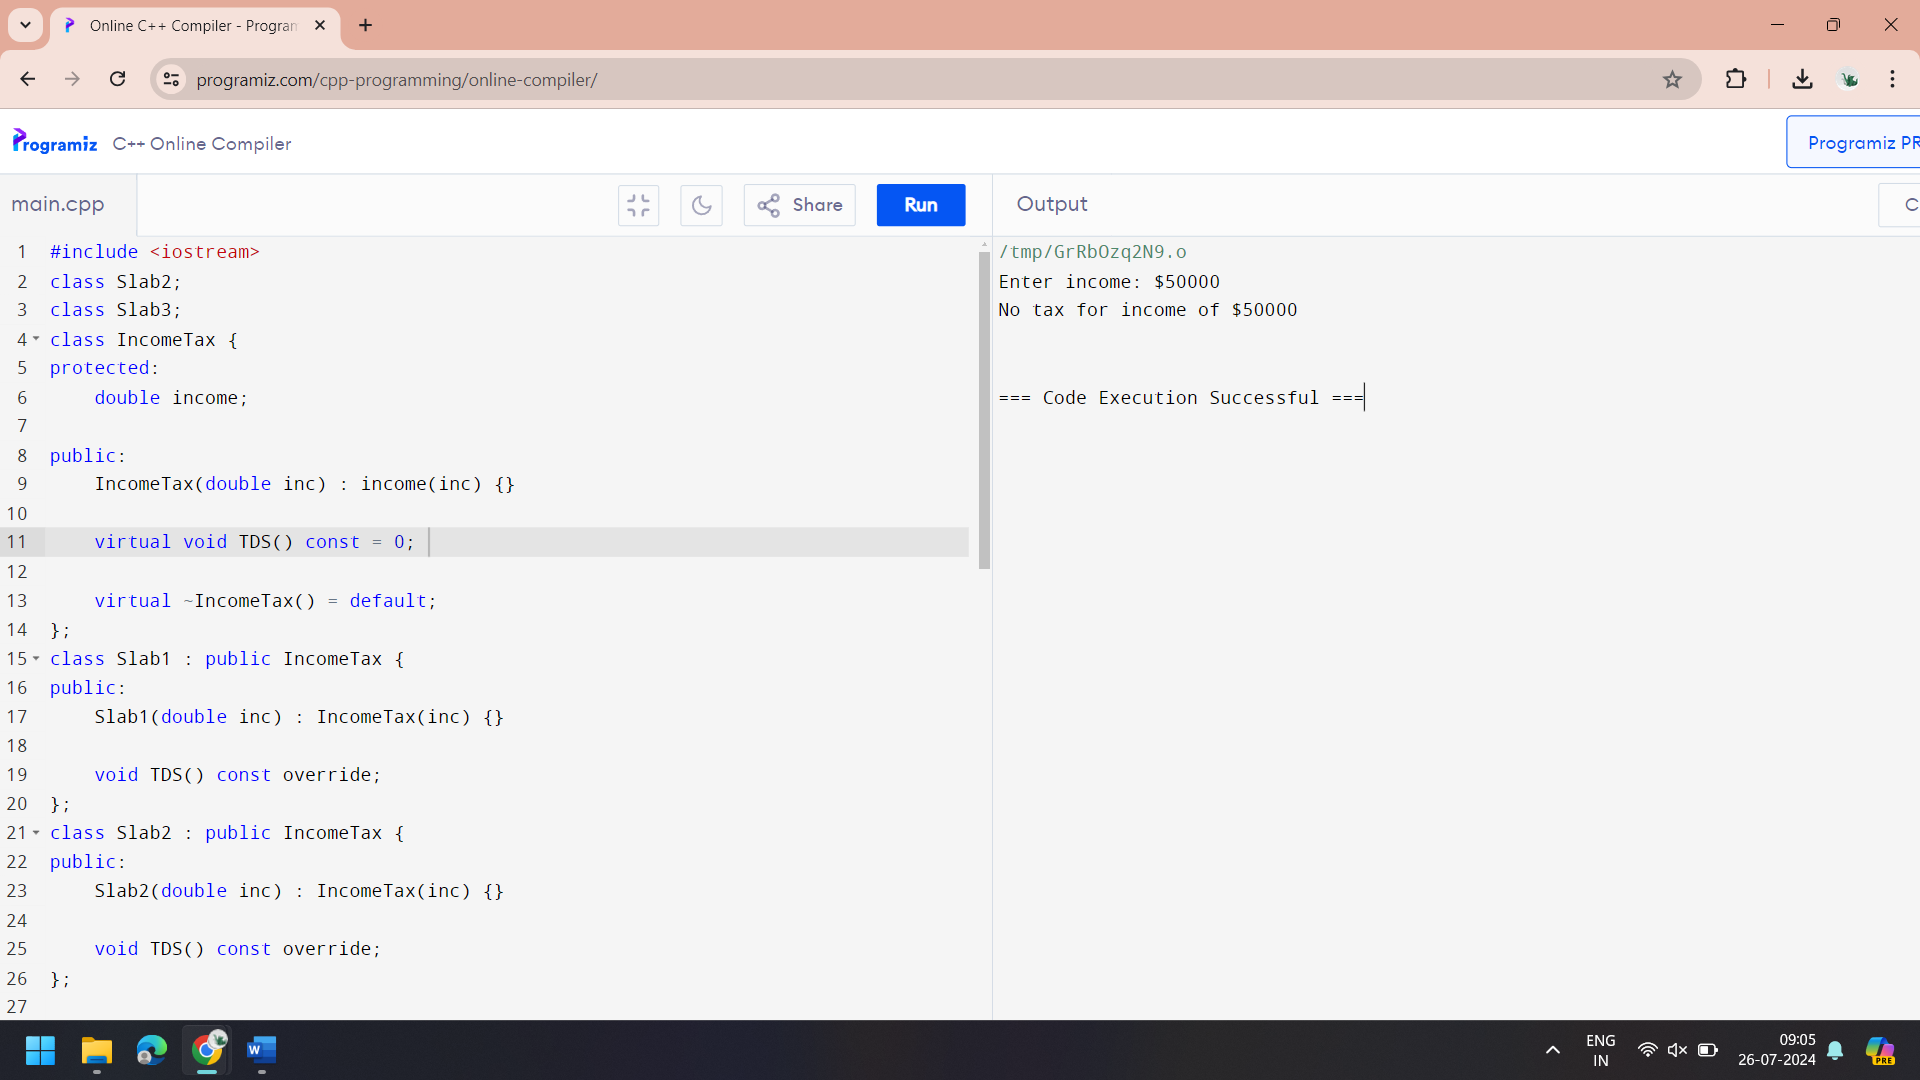 Online C++ Compiler - Program
programiz.com/cpp-programming/online-compiler/
Programiz C++ Online Compiler
Programiz PR
main.cpp
Share
Run
Output
C
1 #include <iostream>
2 class Slab2;
3 class Slab3;
4 class IncomeTax {
5 protected:
6     double income;
7
8 public:
9     IncomeTax(double inc) : income(inc) {}
10
11     virtual void TDS() const = 0;
12
13     virtual ~IncomeTax() = default;
14 };
15 class Slab1 : public IncomeTax {
16 public:
17     Slab1(double inc) : IncomeTax(inc) {}
18
19     void TDS() const override;
20 };
21 class Slab2 : public IncomeTax {
22 public:
23     Slab2(double inc) : IncomeTax(inc) {}
24
25     void TDS() const override;
26 };
27
/tmp/GrRbOzq2N9.o
Enter income: $50000
No tax for income of $50000
=== Code Execution Successful ===
W
ENG
IN
09:05
26-07-2024
PRE